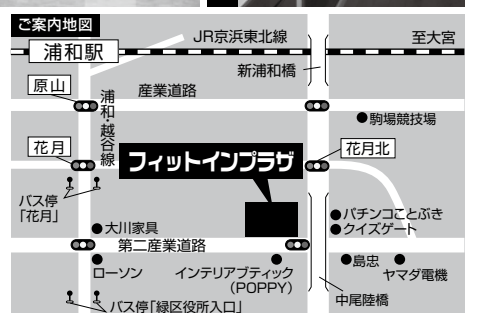 ご案内地図
JR京浜東北線
至大宮
浦和駅
新浦和橋
原山
産業道路
浦和・越谷線
駒場競技場
花月
フィットインプラザ
花月北
バス停
「花月」
大川家具
パチンコことぶき
クイズゲート
第二産業道路
ローソン
インテリアブティック
(POPPY)
島忠
ヤマダ電機
中尾陸橋
バス停「緑区役所入口」